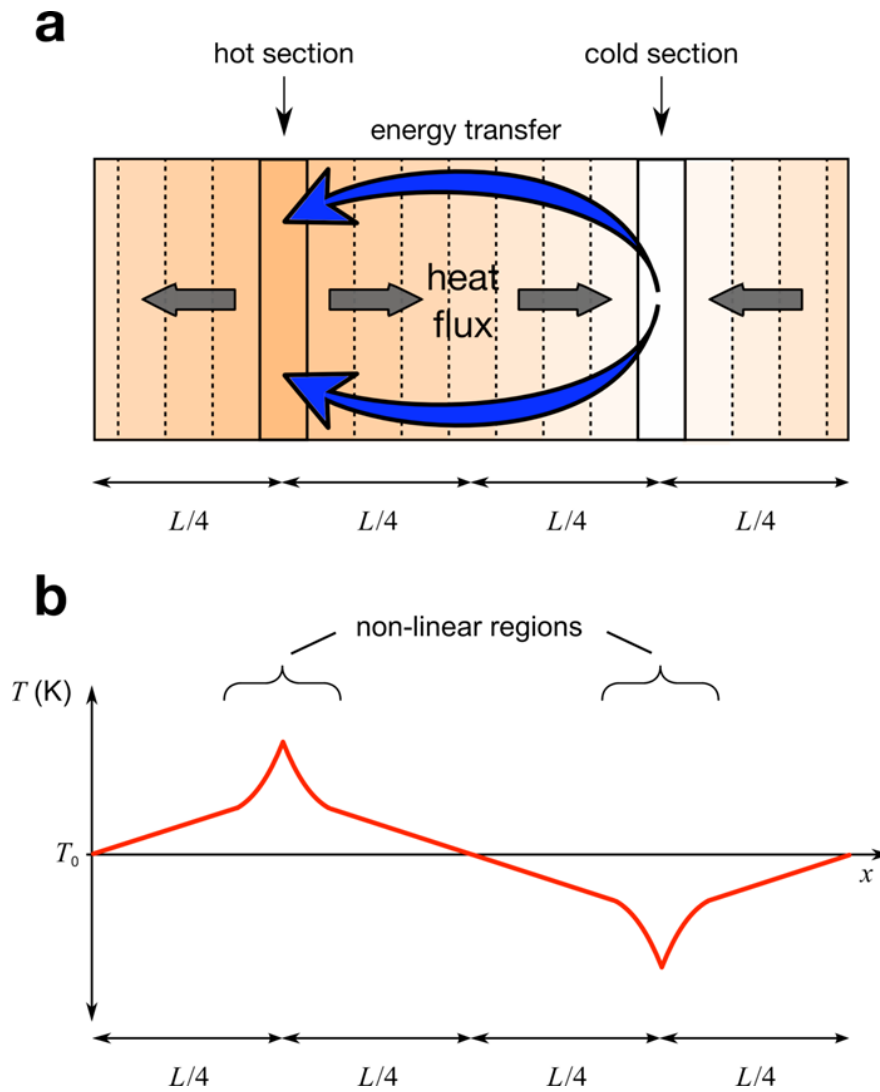 a
hot section
cold section
energy transfer
heat
flux
L/4
L/4
L/4
L/4
b
non-linear regions
T (K)
T₀
x
L/4
L/4
L/4
L/4